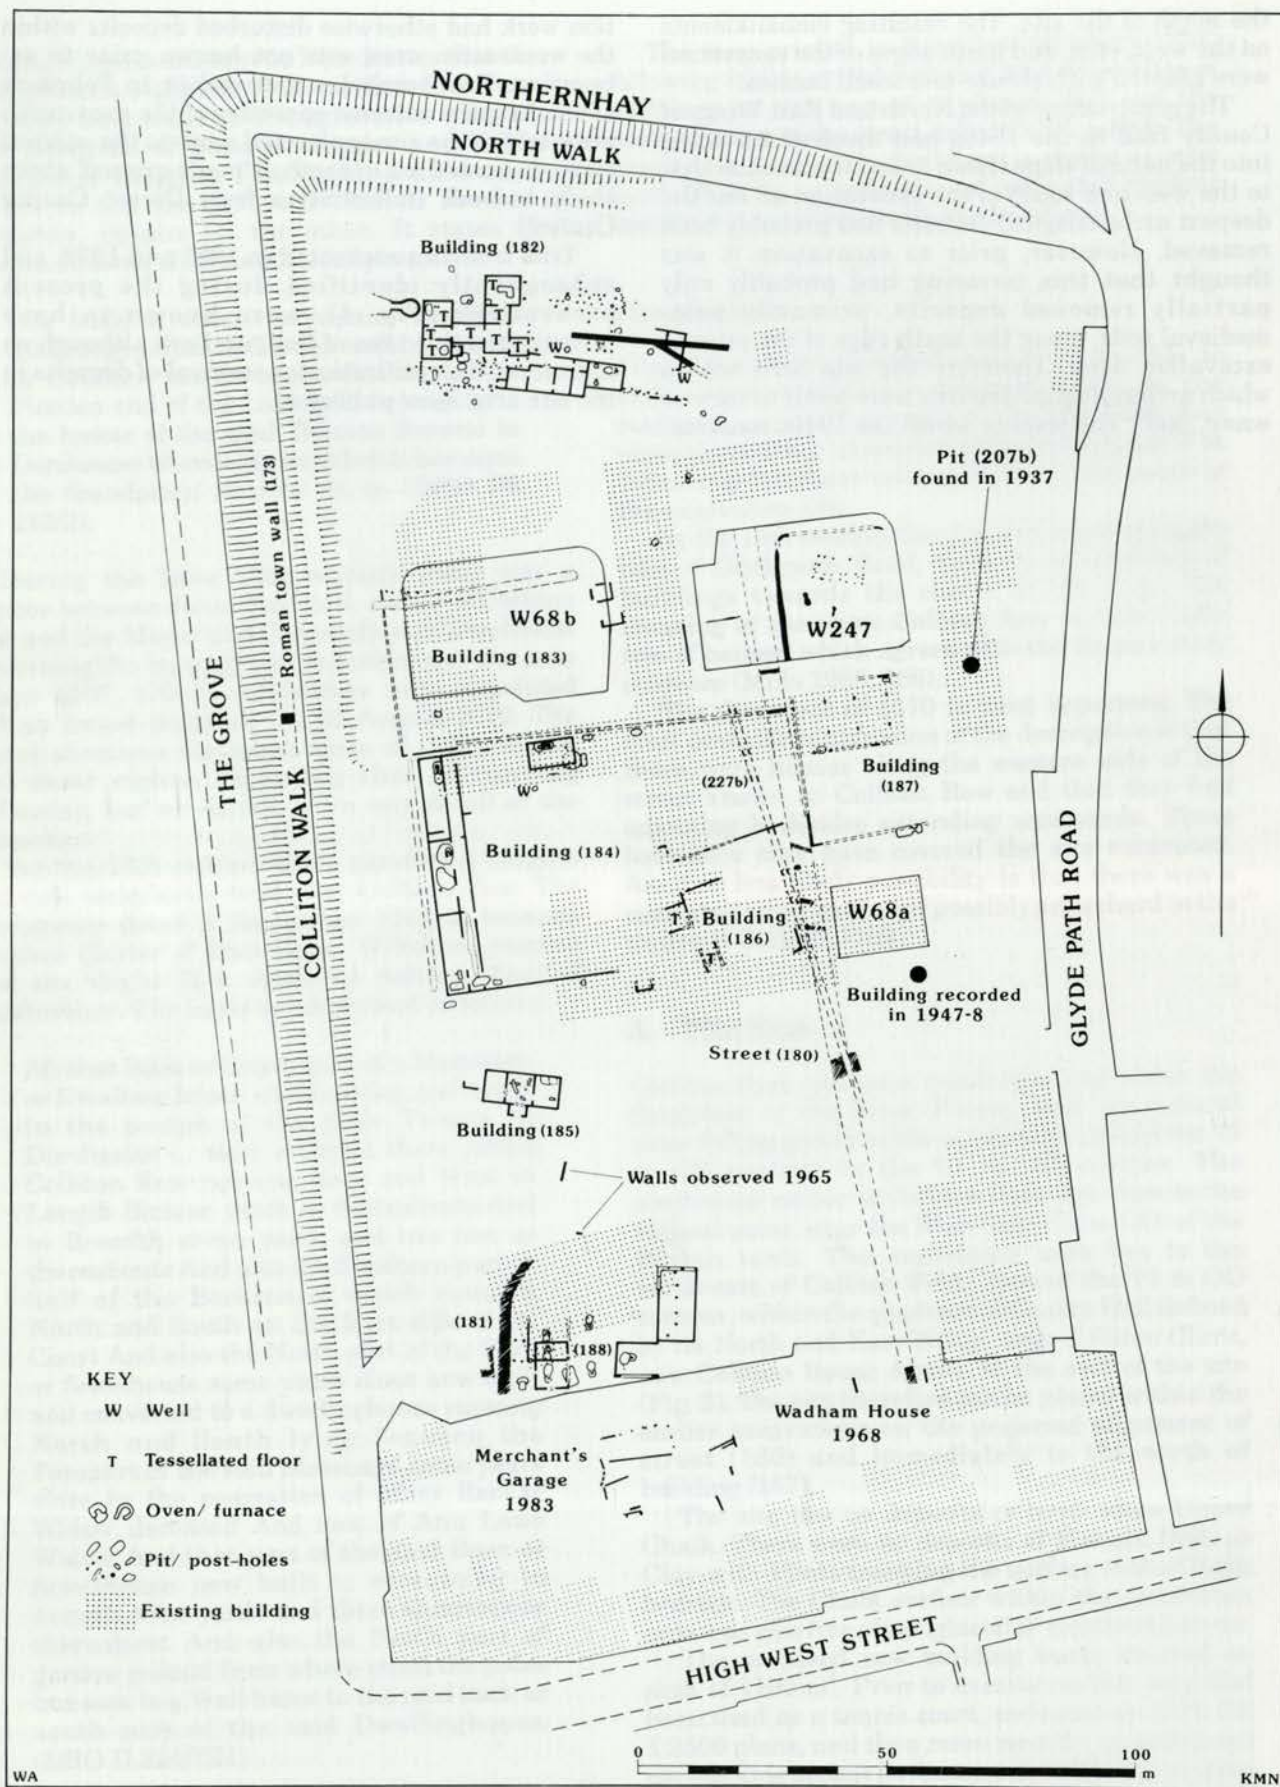 NORTHERNHAY
NORTH WALK
Building (182)
T
T
T
T
T
T
T
W
W
Pit (207b)
found in 1937
Roman town wall (173)
W68b
Building (183)
W247
THE GROVE
COLLITON WALK
W
(227b)
Building
(187)
Building (184)
T
Building
(186)
T
W68a
Building recorded
in 1947-8
GLYDE PATH ROAD
Street (180)
Building (185)
Walls observed 1965
(181)
(188)
Wadham House
1968
Merchant's
Garage
1983
KEY
W Well
T Tessellated floor
Oven/ furnace
Pit/ post-holes
Existing building
HIGH WEST STREET
0 50 100
m
WA
KMN